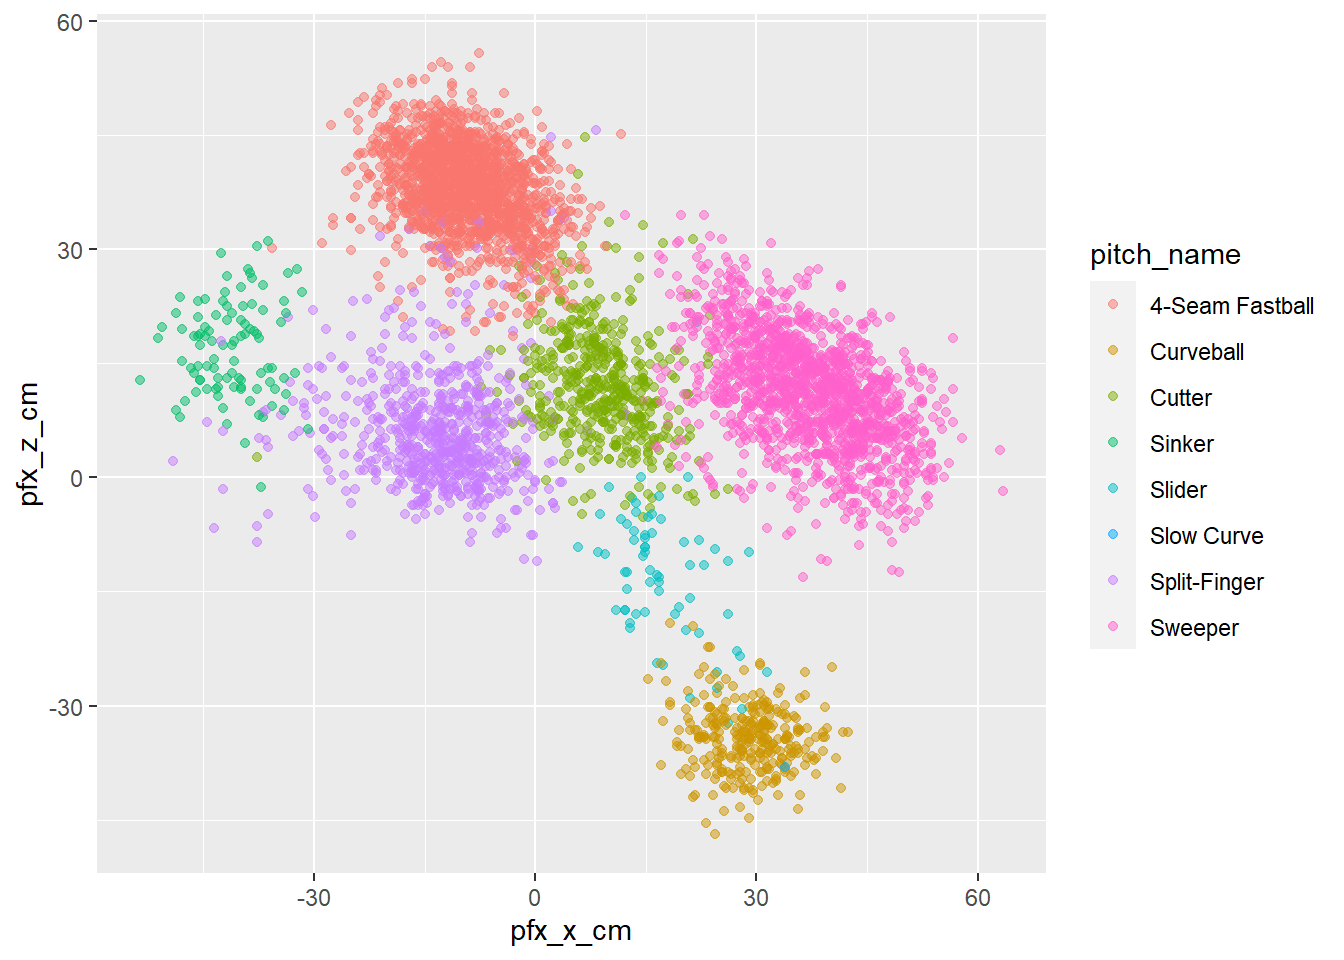 60
30
0
-30
pfx_z_cm
-30
0
30
60
pfx_x_cm
pitch_name
4-Seam Fastball
Curveball
Cutter
Sinker
Slider
Slow Curve
Split-Finger
Sweeper